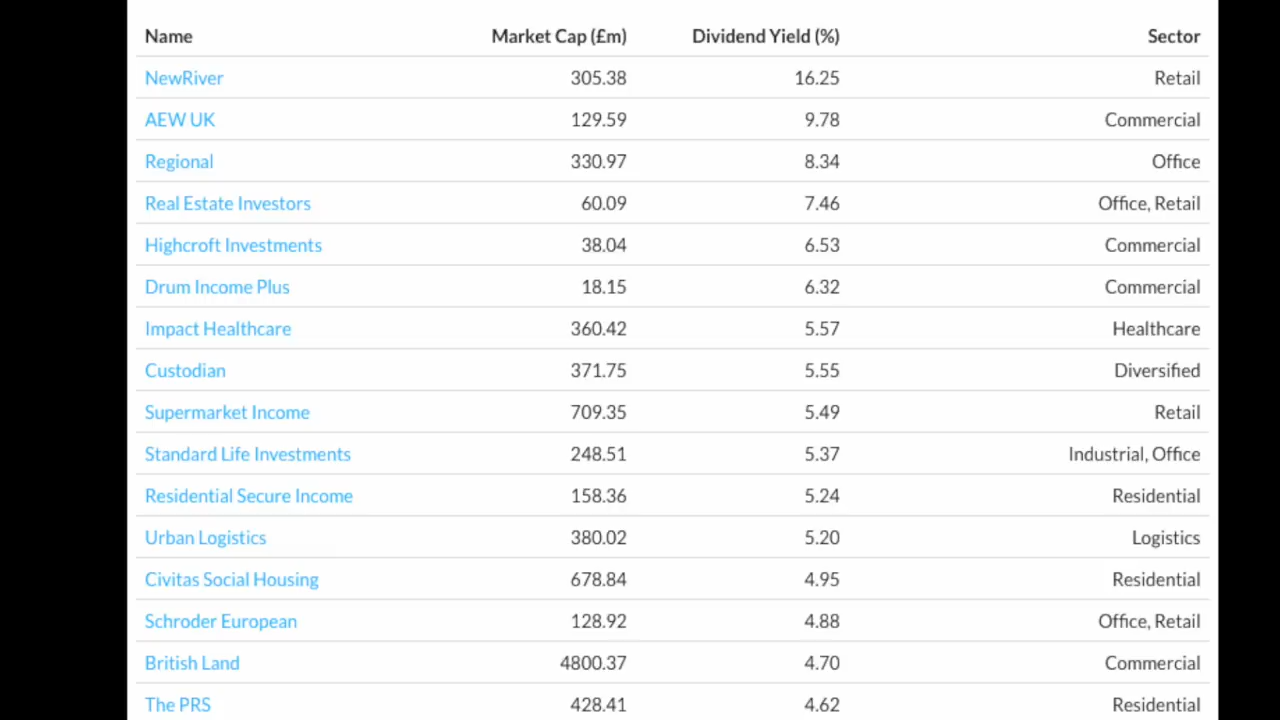 Name Market Cap (£m) Dividend Yield (%) Sector
NewRiver 305.38 16.25 Retail
AEW UK 129.59 9.78 Commercial
Regional 330.97 8.34 Office
Real Estate Investors 60.09 7.46 Office, Retail
Highcroft Investments 38.04 6.53 Commercial
Drum Income Plus 18.15 6.32 Commercial
Impact Healthcare 360.42 5.57 Healthcare
Custodian 371.75 5.55 Diversified
Supermarket Income 709.35 5.49 Retail
Standard Life Investments 248.51 5.37 Industrial, Office
Residential Secure Income 158.36 5.24 Residential
Urban Logistics 380.02 5.20 Logistics
Civitas Social Housing 678.84 4.95 Residential
Schroder European 128.92 4.88 Office, Retail
British Land 4800.37 4.70 Commercial
The PRS 428.41 4.62 Residential